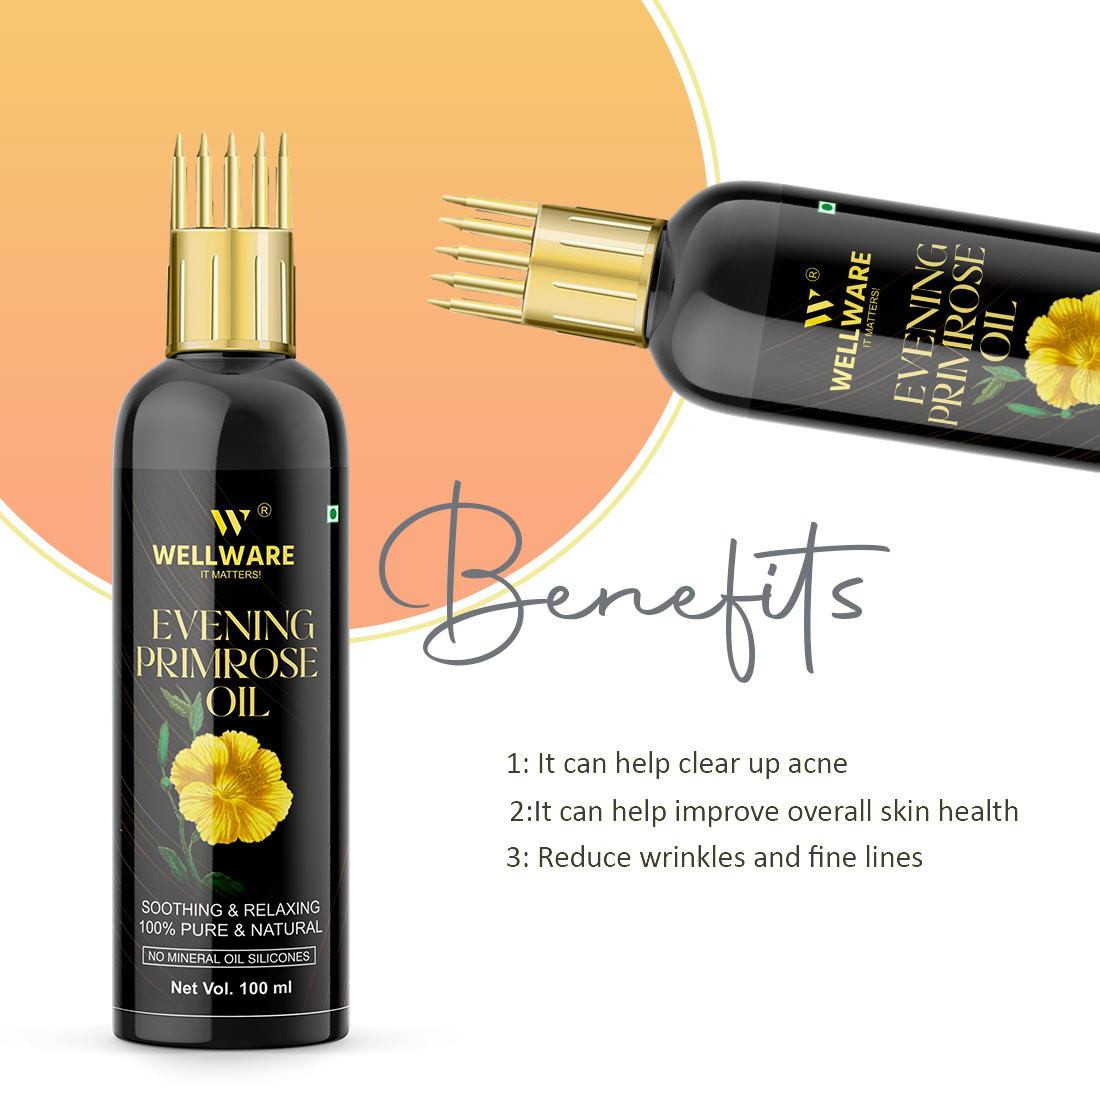 W ®
WELLWARE
IT MATTERS!
EVENING
PRIMROSE
OIL
SOOTHING & RELAXING
100% PURE & NATURAL
NO MINERAL OIL SILICONES
Net Vol. 100 ml
W ®
WELLWARE
IT MATTERS!
EVENING
PRIMROSE
OIL
Benefits
1: It can help clear up acne
2:It can help improve overall skin health
3: Reduce wrinkles and fine lines